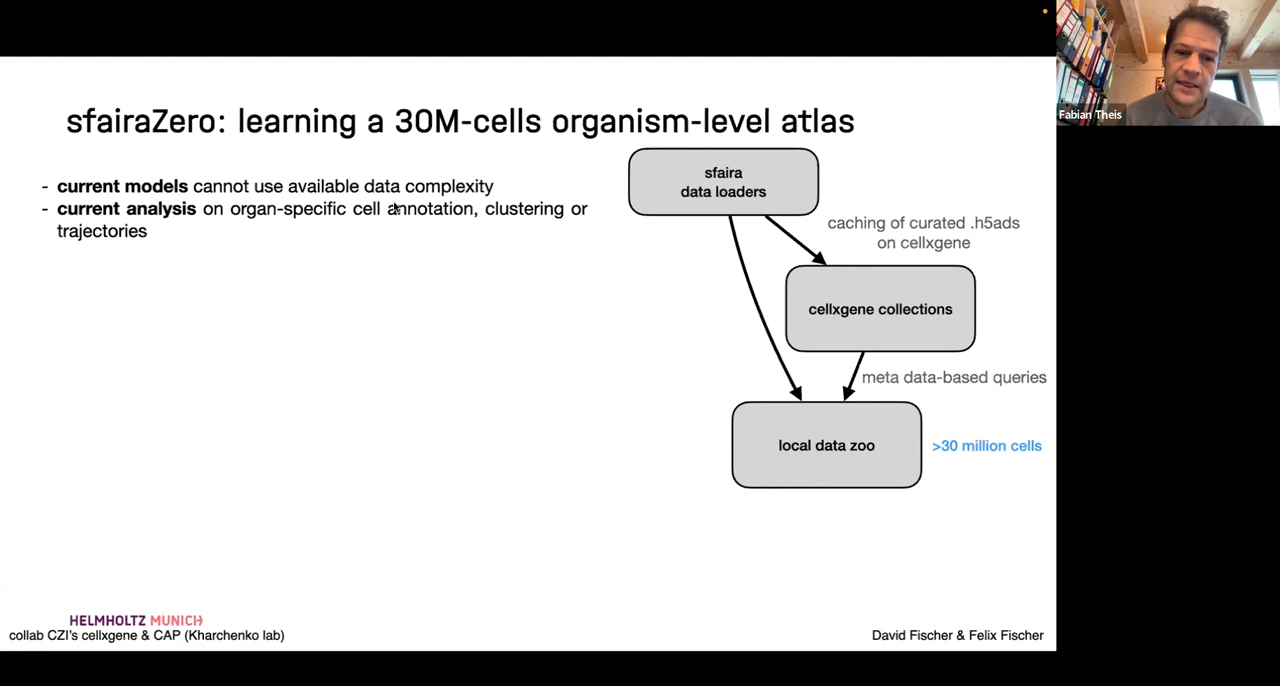 sfairaZero: learning a 30M-cells organism-level atlas
- current models cannot use available data complexity
- current analysis on organ-specific cell annotation, clustering or
trajectories
sfaira
data loaders
caching of curated .h5ads
on cellxgene
cellxgene collections
meta data-based queries
local data zoo
>30 million cells
HELMHOLTZ MUNICH
collab CZI's cellxgene & CAP (Kharchenko lab)
David Fischer & Felix Fischer
Fabian Theis